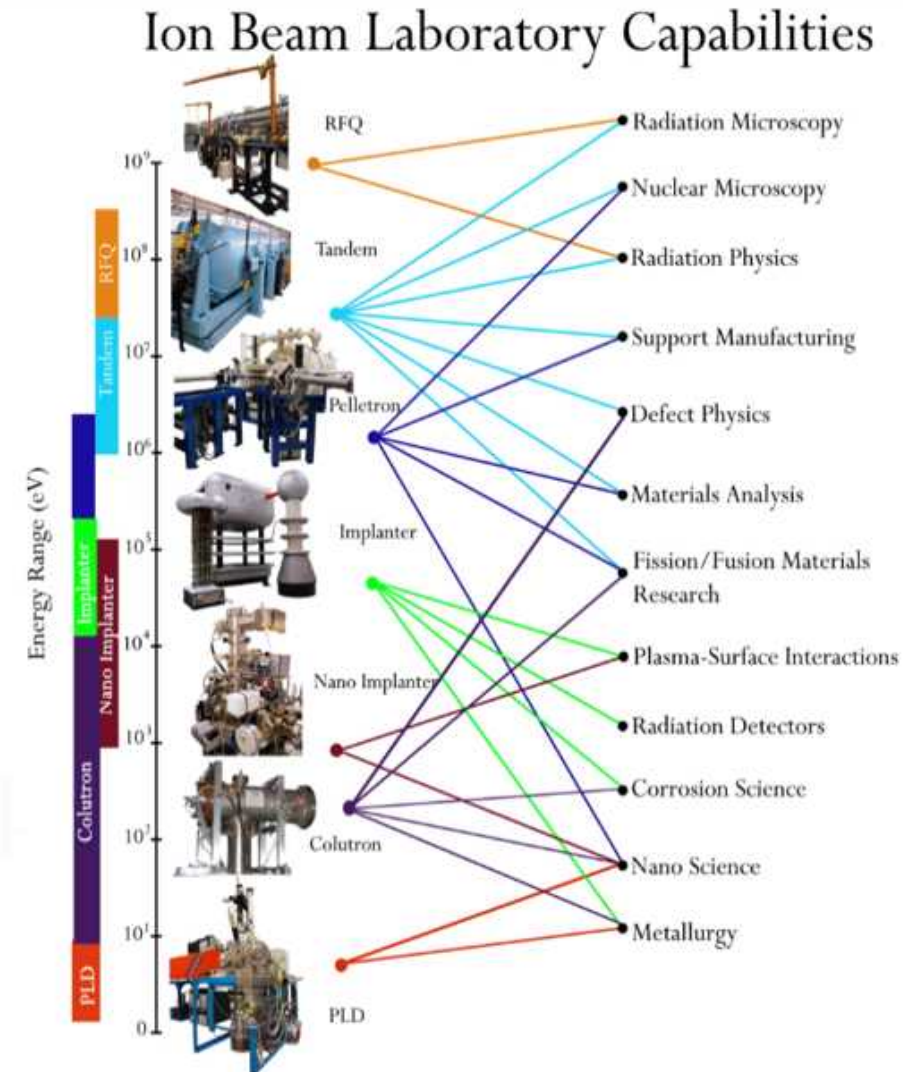 Ion Beam Laboratory Capabilities
RFQ
Tandem
Pelletron
Implanter
Nano Implanter
Colutron
PLD
Radiation Microscopy
Nuclear Microscopy
Radiation Physics
Support Manufacturing
Defect Physics
Materials Analysis
Fission/Fusion Materials
Research
Plasma-Surface Interactions
Radiation Detectors
Corrosion Science
Nano Science
Metallurgy
Energy Range (eV)
10⁹
10⁸
10⁷
10⁶
10⁵
10⁴
10³
10²
10¹
0
RFQ
Tandem
Implanter
Nano Implanter
Colutron
PLD